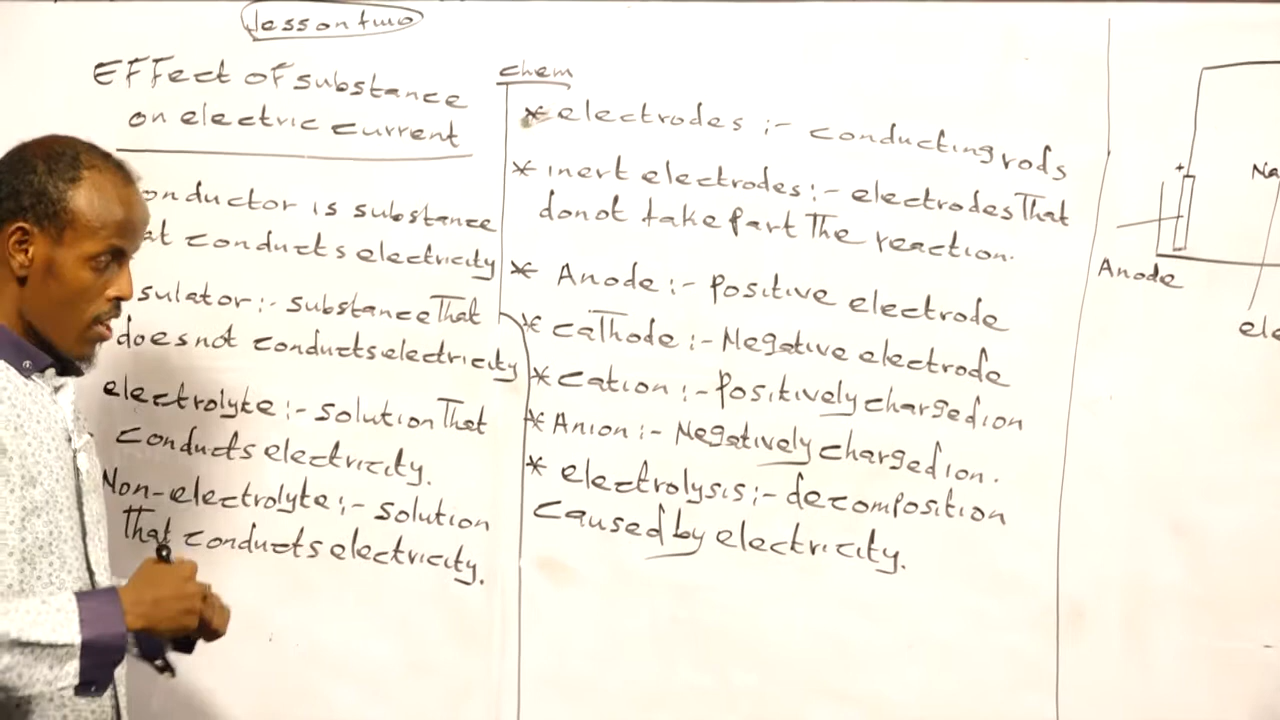 lesson two
Effect of substance
on electric current
onductor is substance
at conducts electricity
sulator :- substance That
does not conducts electricity
electrolyte :- solution That
conducts electricity.
Non-electrolyte :- solution
That conducts electricity.
chem
* electrodes :- conducting rods
* inert electrodes :- electrodes That
donot take part The reaction.
* Anode :- positive electrode
* cathode :- Negative electrode
* Cation :- positively charged ion
* Anion :- Negatively charged ion.
* electrolysis :- decomposition
caused by electricity.
+
Na
Anode
ele